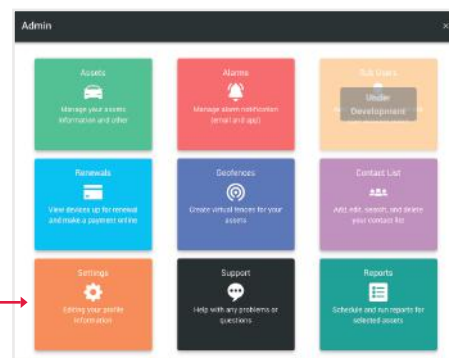 Admin
×
Assets
Manage your assets
information and other
Alarms
Manage alarm notification
(email and app)
Sub Users
Under
Development
Renewals
View devices up for renewal
and make a payment online
Geofences
Create virtual fences for your
assets
Contact List
Add, edit, search, and delete
your contact list
Settings
Editing your profile
information
Support
Help with any problems or
questions
Reports
Schedule and run reports for
selected assets